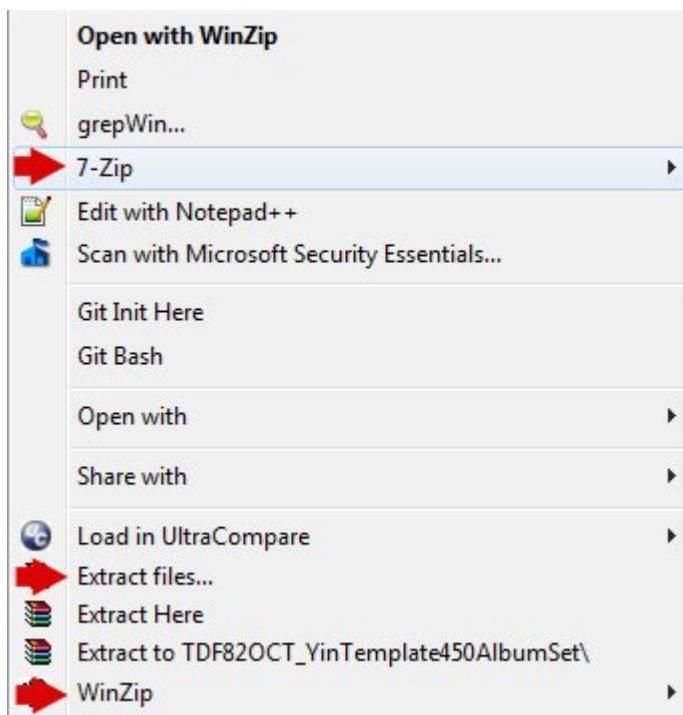 Open with WinZip
Print
grepWin...
7-Zip
Edit with Notepad++
Scan with Microsoft Security Essentials...
Git Init Here
Git Bash
Open with
Share with
Load in UltraCompare
Extract files...
Extract Here
Extract to TDF82OCT_YinTemplate450AlbumSet\
WinZip